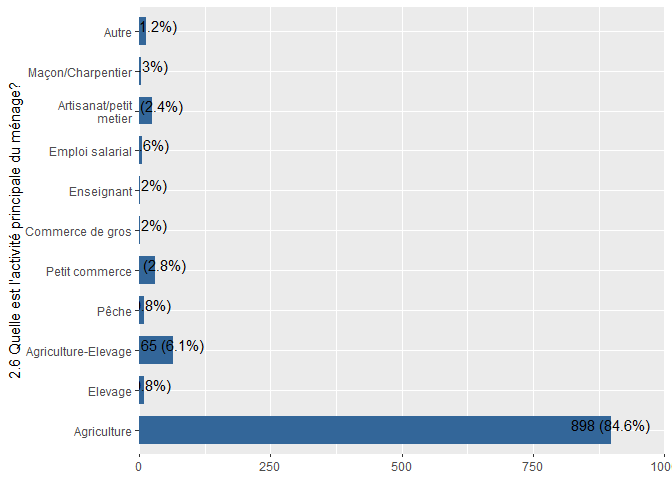 2.6 Quelle est l'activité principale du ménage?
Autre
1.2%)
Maçon/Charpentier
3%)
Artisanat/petit
metier
(2.4%)
Emploi salarial
6%)
Enseignant
2%)
Commerce de gros
2%)
Petit commerce
(2.8%)
Pêche
.8%)
Agriculture-Elevage
65 (6.1%)
Elevage
.8%)
Agriculture
898 (84.6%)
0
250
500
750
100